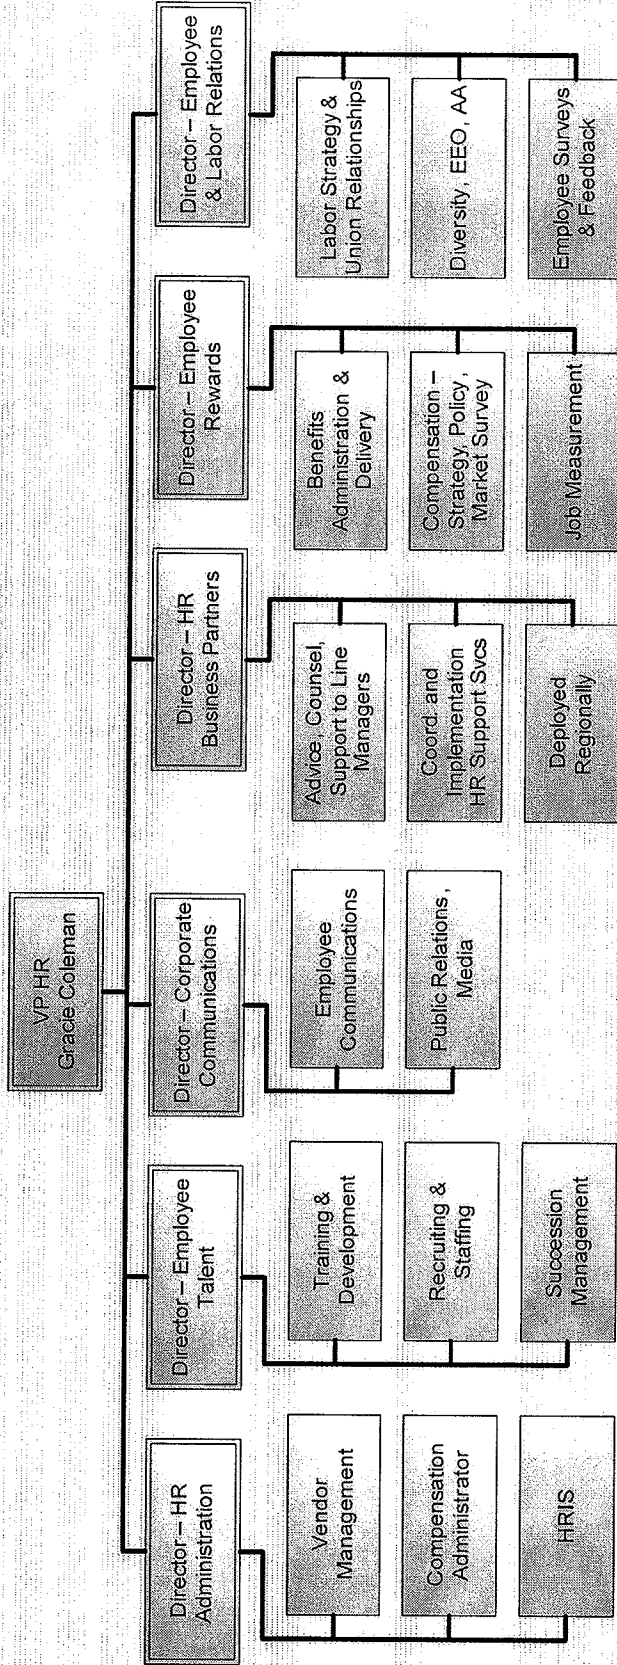 VP HR
Gracie Coleman
Director – HR
Administration
Vendor
Management
Compensation
Administrator
HRIS
Director – Employee
Talent
Training &
Development
Recruiting &
Staffing
Succession
Management
Director – Corporate
Communications
Employee
Communications
Public Relations ,
Media
Director – HR
Business Partners
Advice, Counsel,
Support to Line
Managers
Coord. and
Implementation
HR Support Svcs
Deployed
Regionally
Director – Employee
Rewards
Benefits
Administration &
Delivery
Compensation –
Strategy, Policy ,
Market Survey
Job Measurement
Director – Employee
& Labor Relations
Labor Strategy &
Union Relationships
Diversity, EEO, AA
Employee Surveys
& Feedback